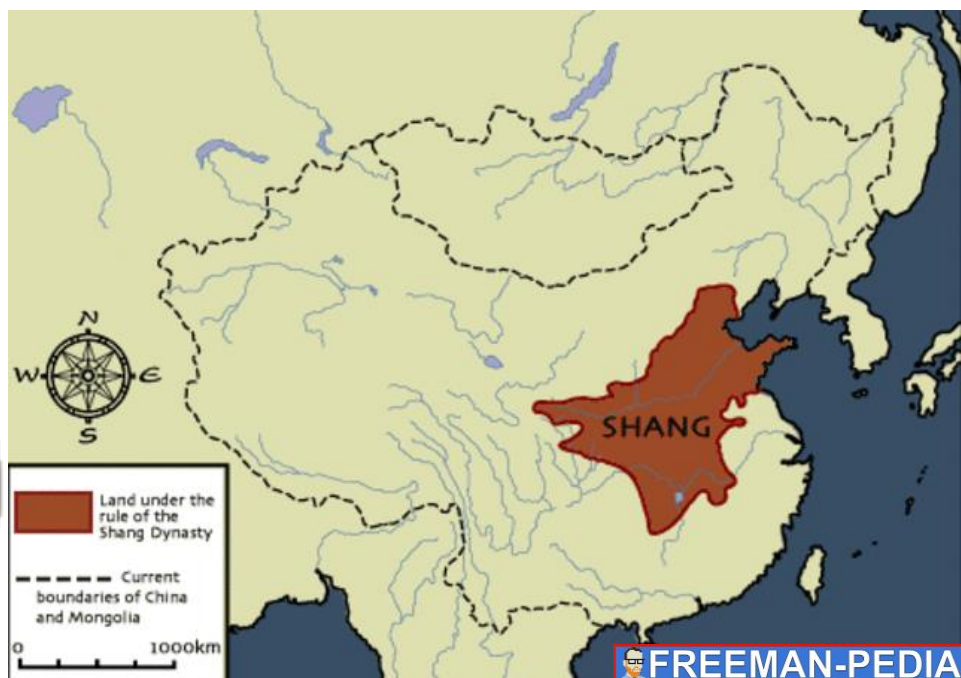 N
W E
S
SHANG
Land under the
rule of the
Shang Dynasty
Current
boundaries of China
and Mongolia
0 1000km
FREEMAN-PEDIA